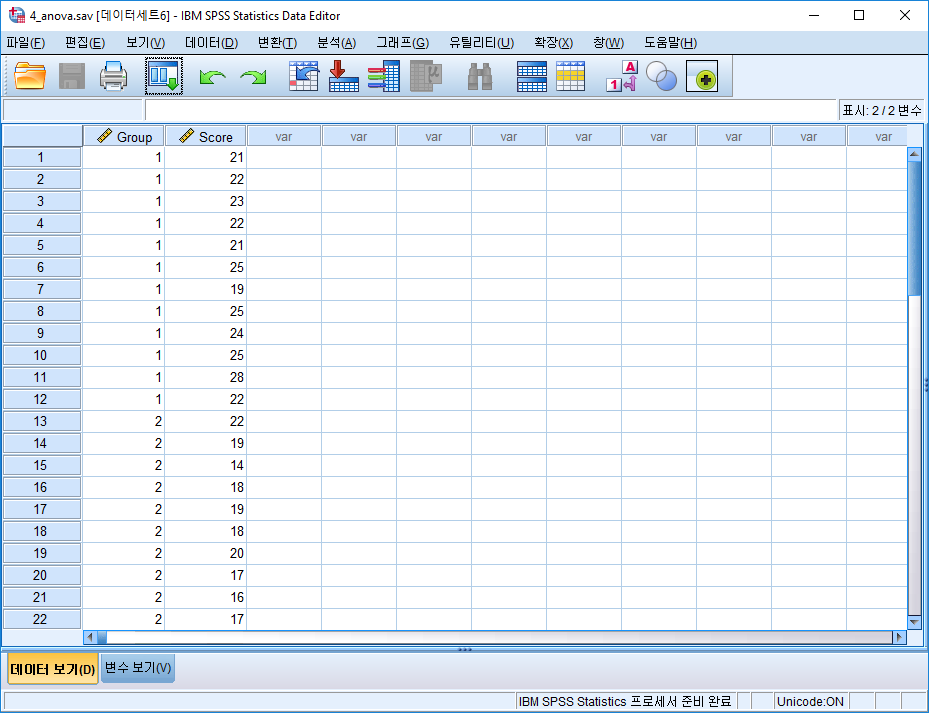 4_anova.sav [데이터세트6] - IBM SPSS Statistics Data Editor
파일(F) 편집(E) 보기(V) 데이터(D) 변환(T) 분석(A) 그래프(G) 유틸리티(U) 확장(X) 창(W) 도움말(H)
A
1
표시: 2 / 2 변수
Group Score var var var var var var var var var
1 1 21
2 1 22
3 1 23
4 1 22
5 1 21
6 1 25
7 1 19
8 1 25
9 1 24
10 1 25
11 1 28
12 1 22
13 2 22
14 2 19
15 2 14
16 2 18
17 2 19
18 2 18
19 2 20
20 2 17
21 2 16
22 2 17
데이터 보기(D) 변수 보기(V)
IBM SPSS Statistics 프로세서 준비 완료 Unicode:ON